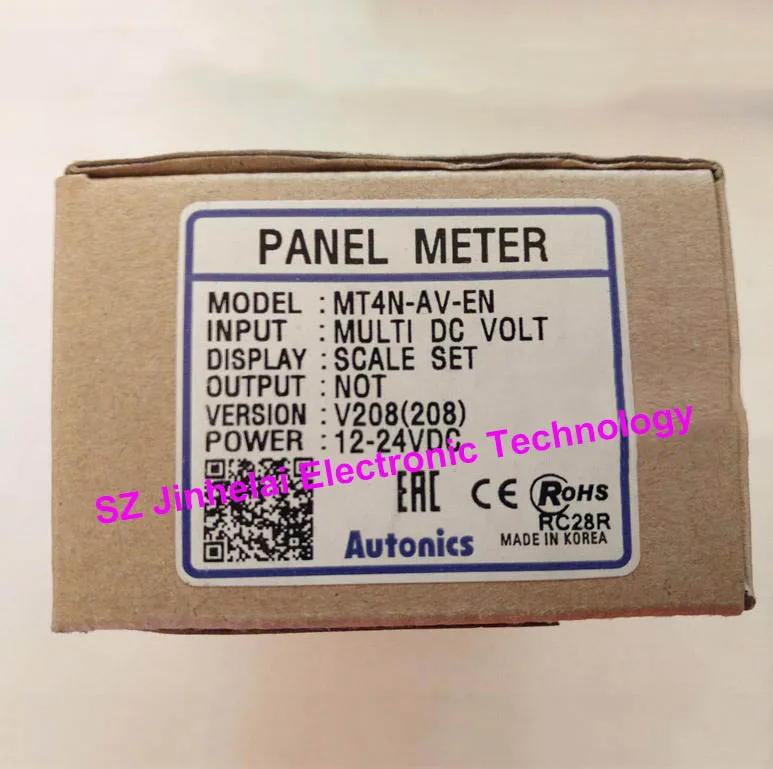 PANEL METER
MODEL : MT4N-AV-EN
INPUT : MULTI DC VOLT
DISPLAY : SCALE SET
OUTPUT : NOT
VERSION : V208(208)
POWER : 12-24VDC
SZ Jinhelai Electronic Technology
EAC CE RoHS
RC28R
Autonics MADE IN KOREA